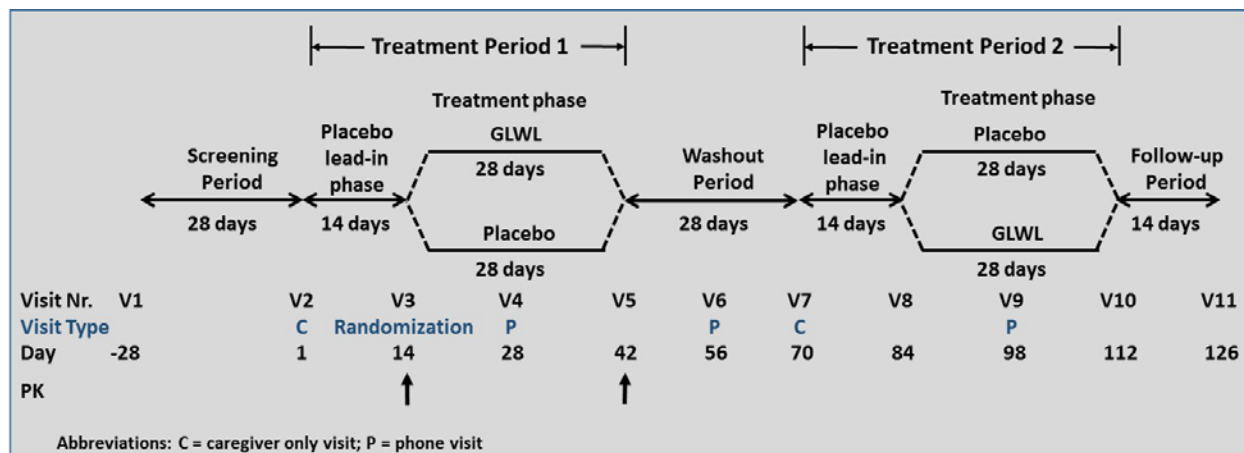 Treatment Period 1
Treatment Period 2
Treatment phase
Treatment phase
Placebo lead-in phase
GLWL
Placebo lead-in phase
Placebo
Screening Period
28 days
Washout Period
28 days
Follow-up Period
28 days
14 days
Placebo
28 days
14 days
GLWL
14 days
28 days
28 days
Visit Nr. V1 V2 V3 V4 V5 V6 V7 V8 V9 V10 V11
Visit Type C Randomization P P C P
Day -28 1 14 28 42 56 70 84 98 112 126
PK
Abbreviations: C = caregiver only visit; P = phone visit